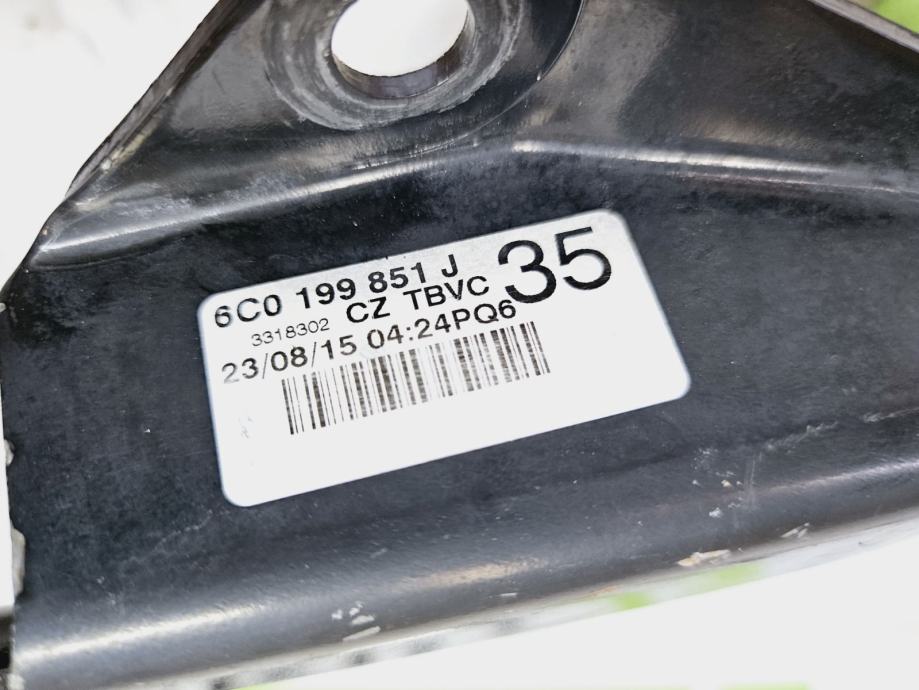 6C0 199 851 J 35
3318302 CZ TBVC
23/08/15 04:24PQ6